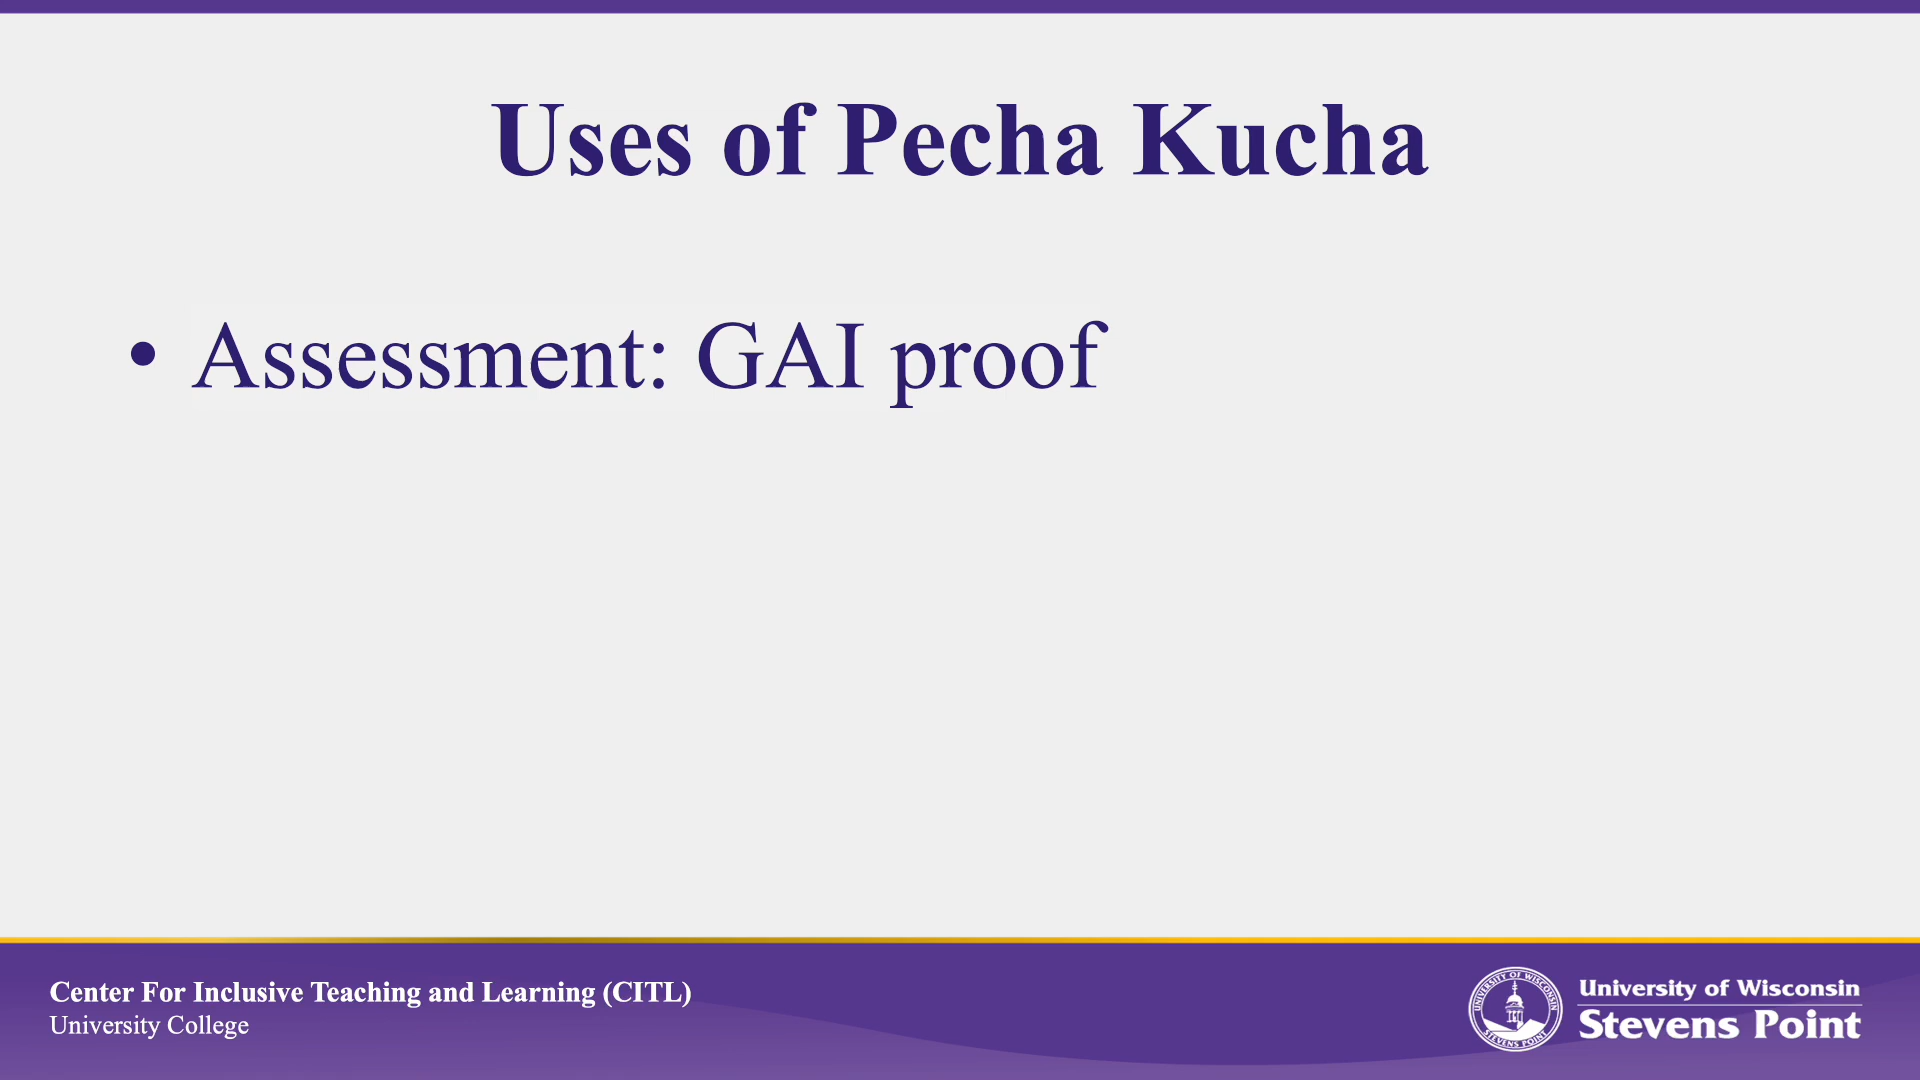 Uses of Pecha Kucha
• Assessment: GAI proof
Center For Inclusive Teaching and Learning (CITL)
University College
UNIVERSITY OF WISCONSIN
STEVENS POINT
University of Wisconsin
Stevens Point